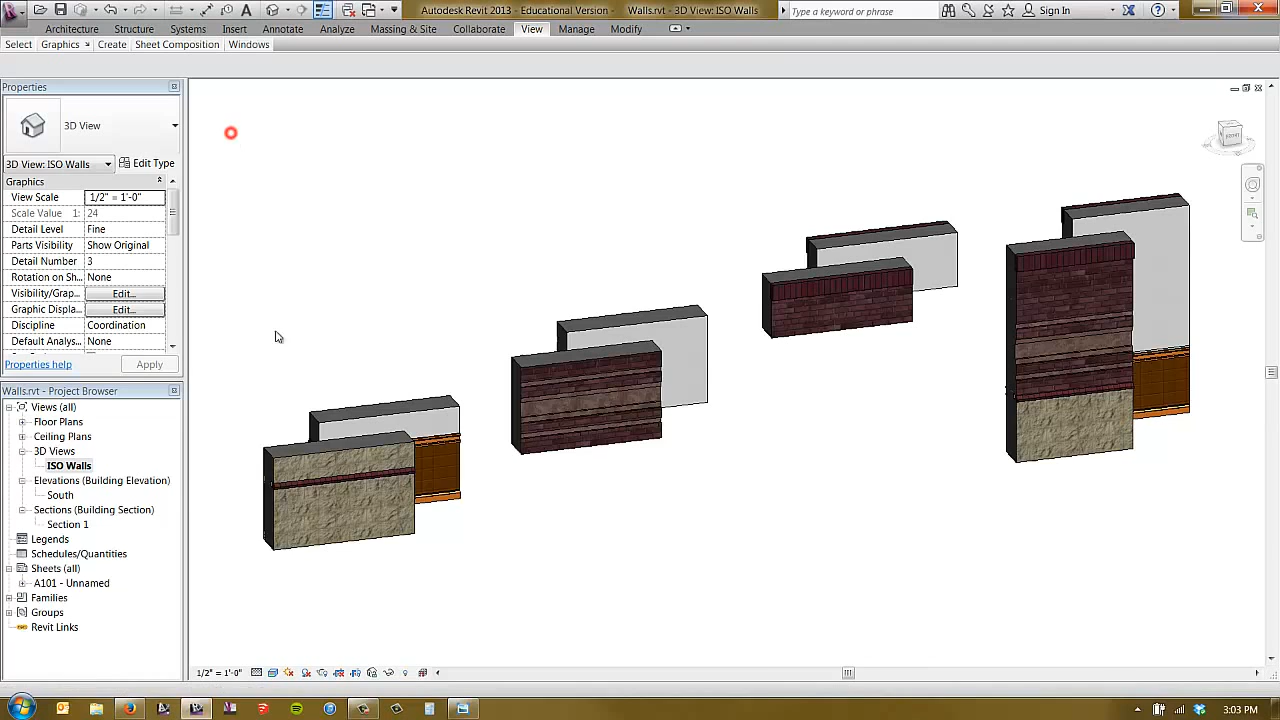 Autodesk Revit 2013 - Educational Version - Walls.rvt - 3D View: ISO Walls
Type a keyword or phrase
Sign In
Architecture Structure Systems Insert Annotate Analyze Massing & Site Collaborate View Manage Modify
Select Graphics Create Sheet Composition Windows
Properties
3D View
3D View: ISO Walls Edit Type
Graphics
View Scale 1/2" = 1'-0"
Scale Value 1: 24
Detail Level Fine
Parts Visibility Show Original
Detail Number 3
Rotation on Sh... None
Visibility/Grap... Edit...
Graphic Displa... Edit...
Discipline Coordination
Default Analys... None
Properties help Apply
Walls.rvt - Project Browser
Views (all)
Floor Plans
Ceiling Plans
3D Views
ISO Walls
Elevations (Building Elevation)
South
Sections (Building Section)
Section 1
Legends
Schedules/Quantities
Sheets (all)
A101 - Unnamed
Families
Groups
Revit Links
FRONT
1/2" = 1'-0"
3:03 PM